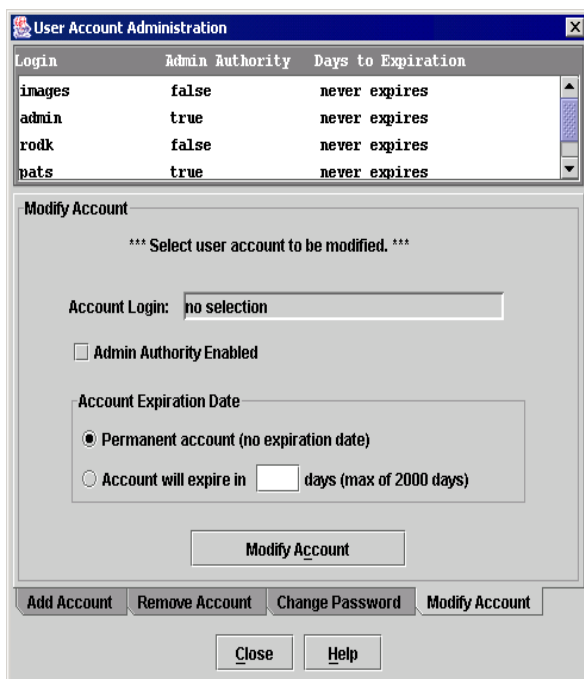 User Account Administration
Login Admin Authority Days to Expiration
images false never expires
admin true never expires
rodk false never expires
pats true never expires
Modify Account
*** Select user account to be modified. ***
Account Login: no selection
Admin Authority Enabled
Account Expiration Date
Permanent account (no expiration date)
Account will expire in days (max of 2000 days)
Modify Account
Add Account Remove Account Change Password Modify Account
Close Help